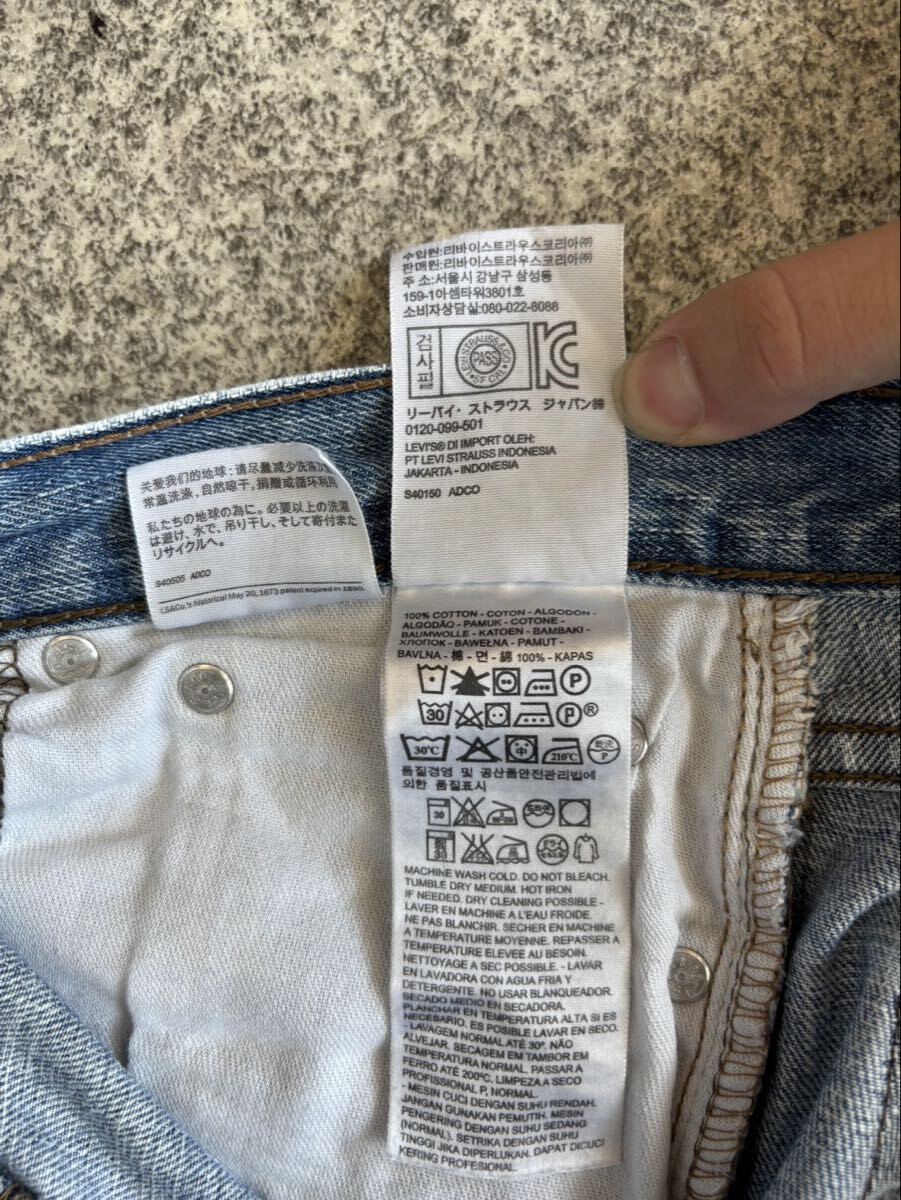 수입원:리바이스트라우스코리아㈜
판매원:리바이스트라우스코리아㈜
주 소:서울시 강남구 삼성동
159-1아셈타워3801호
소비자상담실:080-022-8088
검사필
PASS
リーバイ・ストラウス ジャパン㈱
0120-099-501
LEVI'S® DI IMPORT OLEH:
PT LEVI STRAUSS INDONESIA
JAKARTA - INDONESIA
S40150 ADCO
关爱我们的地球: 请尽量减少洗涤次数
常温洗涤, 自然晾干, 捐赠或循环利用
私たちの地球の為に。必要以上の洗濯
は避け、水で、吊り干し、そして寄付また
リサイクルへ。
S40505 ADCO
LS&Co.'s historical May 20, 1873 patent expired in 1890.
100% COTTON - COTON - ALGODÓN -
ALGODÃO - PAMUK - COTONE -
BAUMWOLLE - KATOEN - BAMBAKI -
ХЛОПОК - BAWEŁNA - PAMUT -
BAVLNA - 棉 - 면 - 綿 100% - KAPAS
P
30 P®
30°C 中 210°C 乾洗 P
품질경영 및 공산품안전관리법에
의한 품질표시
30 드라이
ドライ
MACHINE WASH COLD. DO NOT BLEACH.
TUMBLE DRY MEDIUM. HOT IRON
IF NEEDED. DRY CLEANING POSSIBLE -
LAVER EN MACHINE A L'EAU FROIDE.
NE PAS BLANCHIR. SECHER EN MACHINE
A TEMPERATURE MOYENNE. REPASSER A
TEMPERATURE ELEVEE AU BESOIN.
NETTOYAGE A SEC POSSIBLE. - LAVAR
EN LAVADORA CON AGUA FRIA Y
DETERGENTE. NO USAR BLANQUEADOR.
SECADO MEDIO EN SECADORA.
PLANCHAR EN TEMPERATURA ALTA SI ES
NECESARIO. ES POSIBLE LAVAR EN SECO.
- LAVAGEM NORMAL ATÉ 30º. NÃO
ALVEJAR. SECAGEM EM TAMBOR EM
TEMPERATURA NORMAL. PASSAR A
FERRO ATÉ 200ºC. LIMPEZA A SECO
PROFISSIONAL P, NORMAL.
- MESIN CUCI DENGAN SUHU RENDAH.
JANGAN GUNAKAN PEMUTIH. MESIN
PENGERING DENGAN SUHU SEDANG
(NORMAL). SETRIKA DENGAN SUHU
TINGGI JIKA DIPERLUKAN. DAPAT DICUCI
KERING PROFESIONAL.